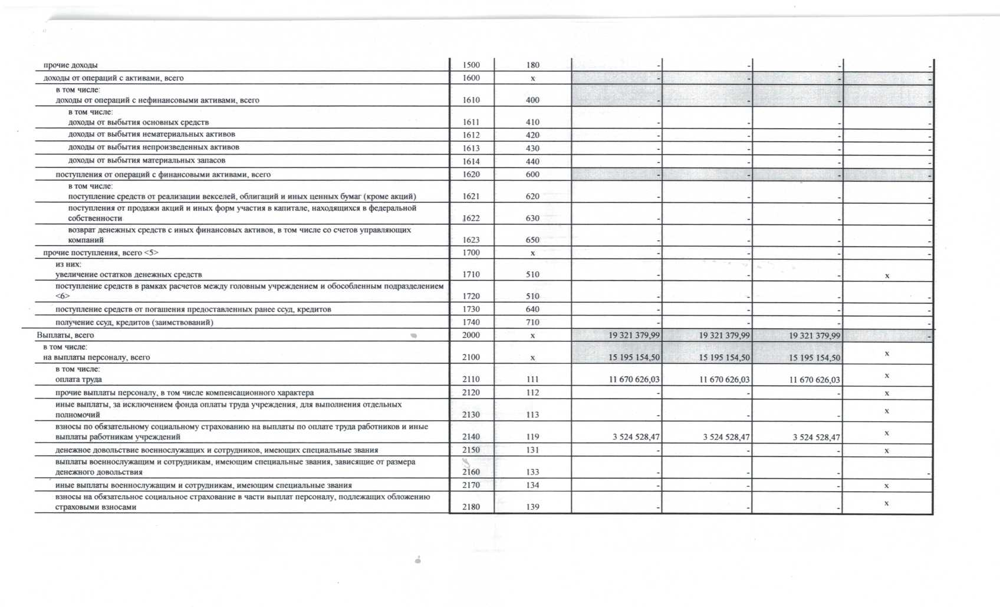 прочие доходы 1500 180 - - - -
доходы от операций с активами, всего 1600 х - - - -
в том числе:
доходы от операций с нефинансовыми активами, всего 1610 400 - - - -
в том числе:
доходы от выбытия основных средств 1611 410 - - - -
доходы от выбытия нематериальных активов 1612 420 - - - -
доходы от выбытия непроизведенных активов 1613 430 - - - -
доходы от выбытия материальных запасов 1614 440 - - - -
поступления от операций с финансовыми активами, всего 1620 600 - - - -
в том числе:
поступление средств от реализации векселей, облигаций и иных ценных бумаг (кроме акций) 1621 620 - - - -
поступления от продажи акций и иных форм участия в капитале, находящихся в федеральной
собственности 1622 630 - - - -
возврат денежных средств с иных финансовых активов, в том числе со счетов управляющих
компаний 1623 650 - - - -
прочие поступления, всего <5> 1700 х - - - -
из них:
увеличение остатков денежных средств 1710 510 - - - х
поступление средств в рамках расчетов между головным учреждением и обособленным подразделением
<6> 1720 510 - - - -
поступление средств от погашения предоставленных ранее ссуд, кредитов 1730 640 - - - -
получение ссуд, кредитов (заимствований) 1740 710 - - - -
Выплаты, всего 2000 х 19 321 379,99 19 321 379,99 19 321 379,99 -
в том числе:
на выплаты персоналу, всего 2100 х 15 195 154,50 15 195 154,50 15 195 154,50 х
в том числе:
оплата труда 2110 111 11 670 626,03 11 670 626,03 11 670 626,03 х
прочие выплаты персоналу, в том числе компенсационного характера 2120 112 - - - х
иные выплаты, за исключением фонда оплаты труда учреждения, для выполнения отдельных
полномочий 2130 113 - - - х
взносы по обязательному социальному страхованию на выплаты по оплате труда работников и иные
выплаты работникам учреждений 2140 119 3 524 528,47 3 524 528,47 3 524 528,47 х
денежное довольствие военнослужащих и сотрудников, имеющих специальные звания 2150 131 - - - х
выплаты военнослужащим и сотрудникам, имеющим специальные звания, зависящие от размера
денежного довольствия 2160 133 - - - -
иные выплаты военнослужащим и сотрудникам, имеющим специальные звания 2170 134 - - - х
взносы на обязательное социальное страхование в части выплат персоналу, подлежащих обложению
страховыми взносами 2180 139 - - - х